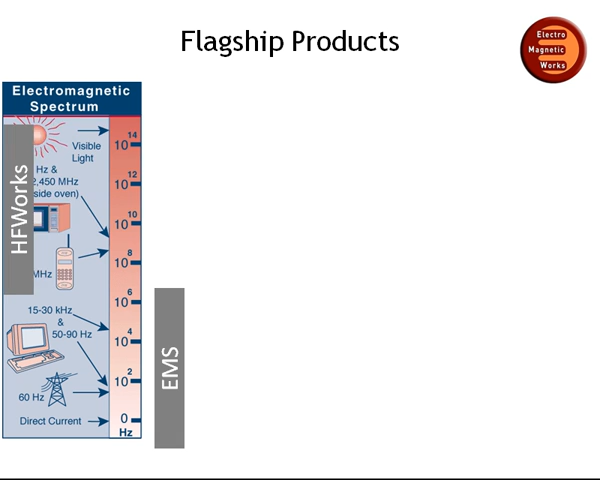 Flagship Products
Electro
Magnetic
Works
Electromagnetic
Spectrum
HFWorks
Visible
Light
Hz &
2,450 MHz
side oven)
MHz
15-30 kHz
&
50-90 Hz
60 Hz
Direct Current
10 14
10 12
10 10
10 8
10 6
10 4
10 2
0
Hz
EMS